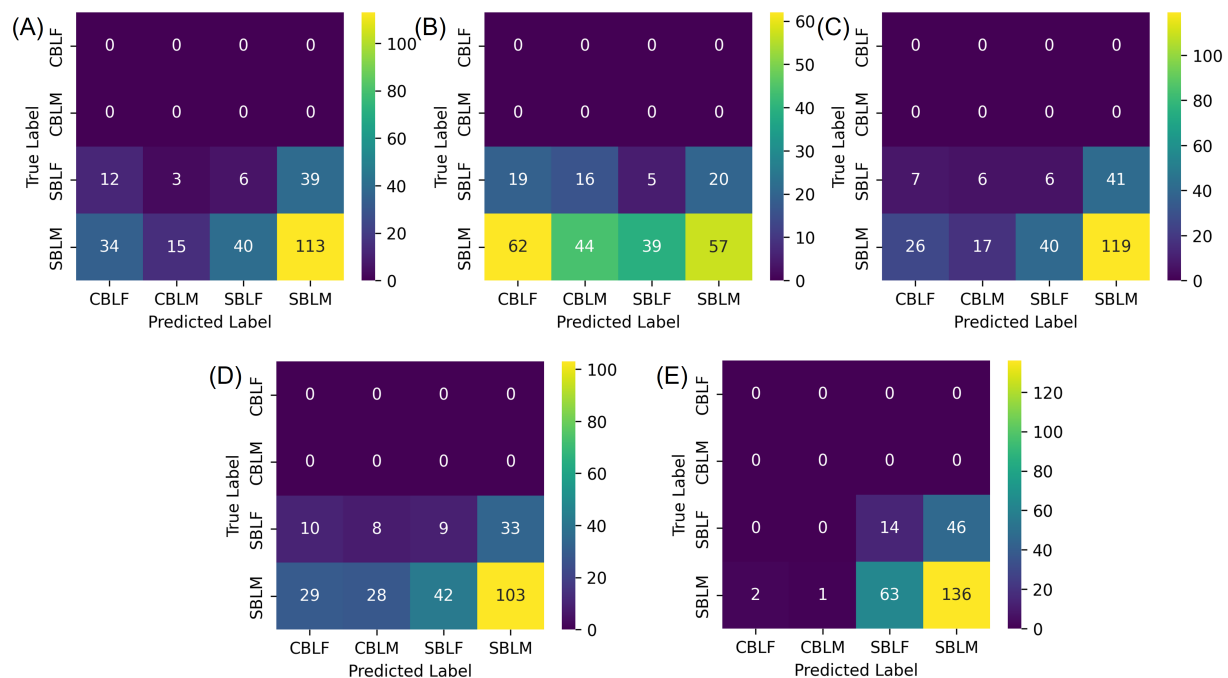 (A)
CBLF 0 0 0 0
CBLM 0 0 0 0
SBLF 12 3 6 39
SBLM 34 15 40 113
CBLF CBLM SBLF SBLM
Predicted Label
True Label
100
80
60
40
20
0
(B)
CBLF 0 0 0 0
CBLM 0 0 0 0
SBLF 19 16 5 20
SBLM 62 44 39 57
CBLF CBLM SBLF SBLM
Predicted Label
True Label
60
50
40
30
20
10
0
(C)
CBLF 0 0 0 0
CBLM 0 0 0 0
SBLF 7 6 6 41
SBLM 26 17 40 119
CBLF CBLM SBLF SBLM
Predicted Label
True Label
100
80
60
40
20
0
(D)
CBLF 0 0 0 0
CBLM 0 0 0 0
SBLF 10 8 9 33
SBLM 29 28 42 103
CBLF CBLM SBLF SBLM
Predicted Label
True Label
100
80
60
40
20
0
(E)
CBLF 0 0 0 0
CBLM 0 0 0 0
SBLF 0 0 14 46
SBLM 2 1 63 136
CBLF CBLM SBLF SBLM
Predicted Label
True Label
120
100
80
60
40
20
0